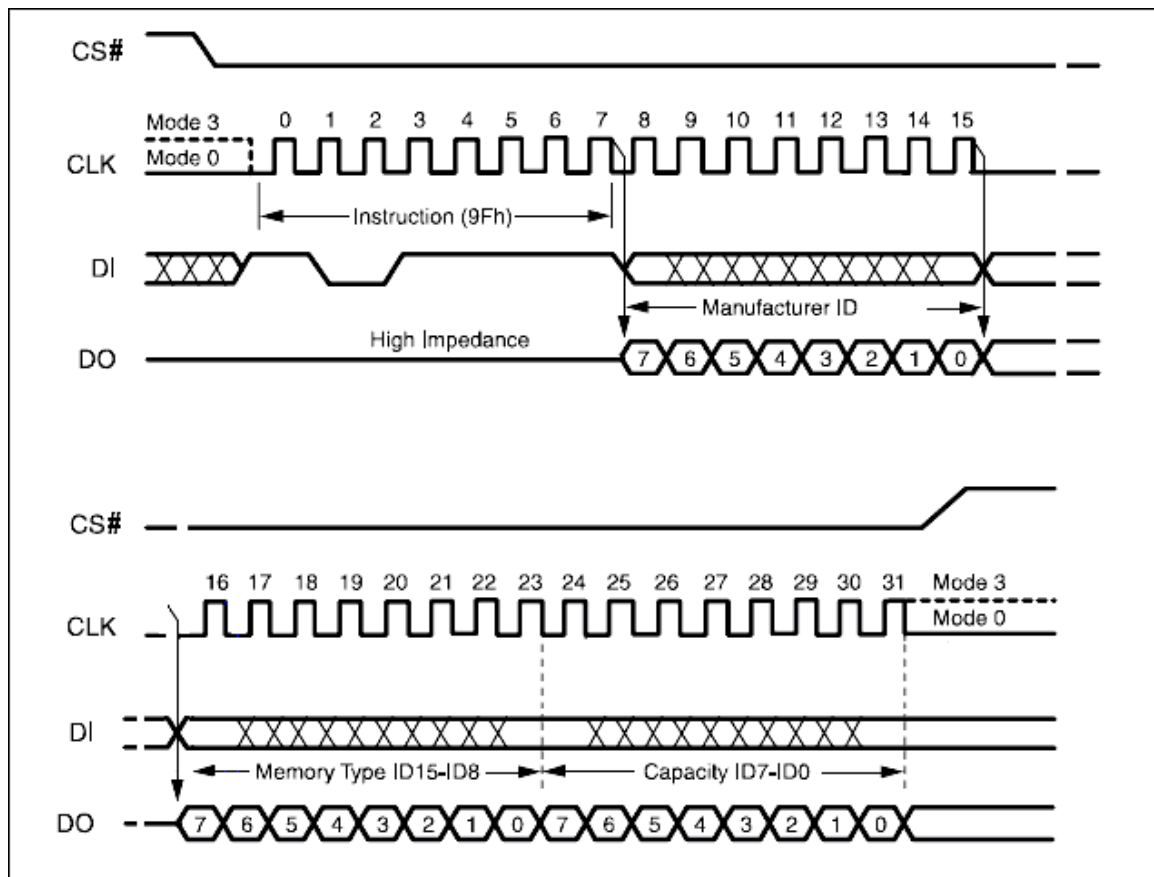 CS#
Mode 3
0 1 2 3 4 5 6 7 8 9 10 11 12 13 14 15
CLK
Mode 0
Instruction (9Fh)
DI
Manufacturer ID
High Impedance
DO
7 6 5 4 3 2 1 0
CS#
16 17 18 19 20 21 22 23 24 25 26 27 28 29 30 31
Mode 3
CLK
Mode 0
DI
Memory Type ID15-ID8
Capacity ID7-ID0
DO
7 6 5 4 3 2 1 0 7 6 5 4 3 2 1 0